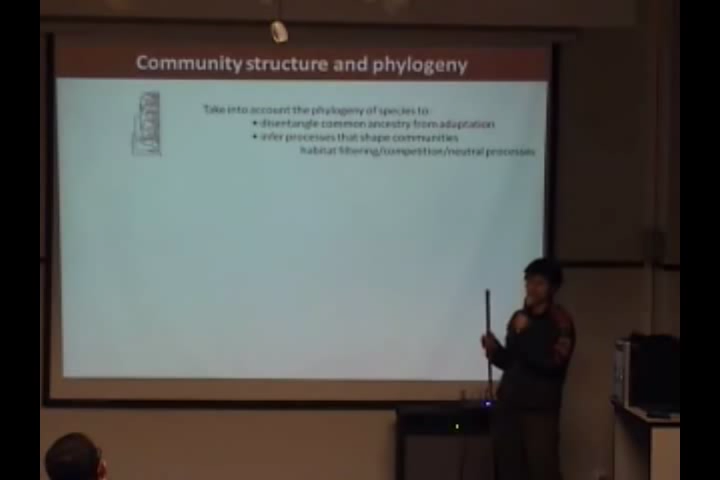 Community structure and phylogeny
Take into account the phylogeny of species to:
• disentangle common ancestry from adaptation
• infer processes that shape communities
habitat filtering/competition/neutral processes